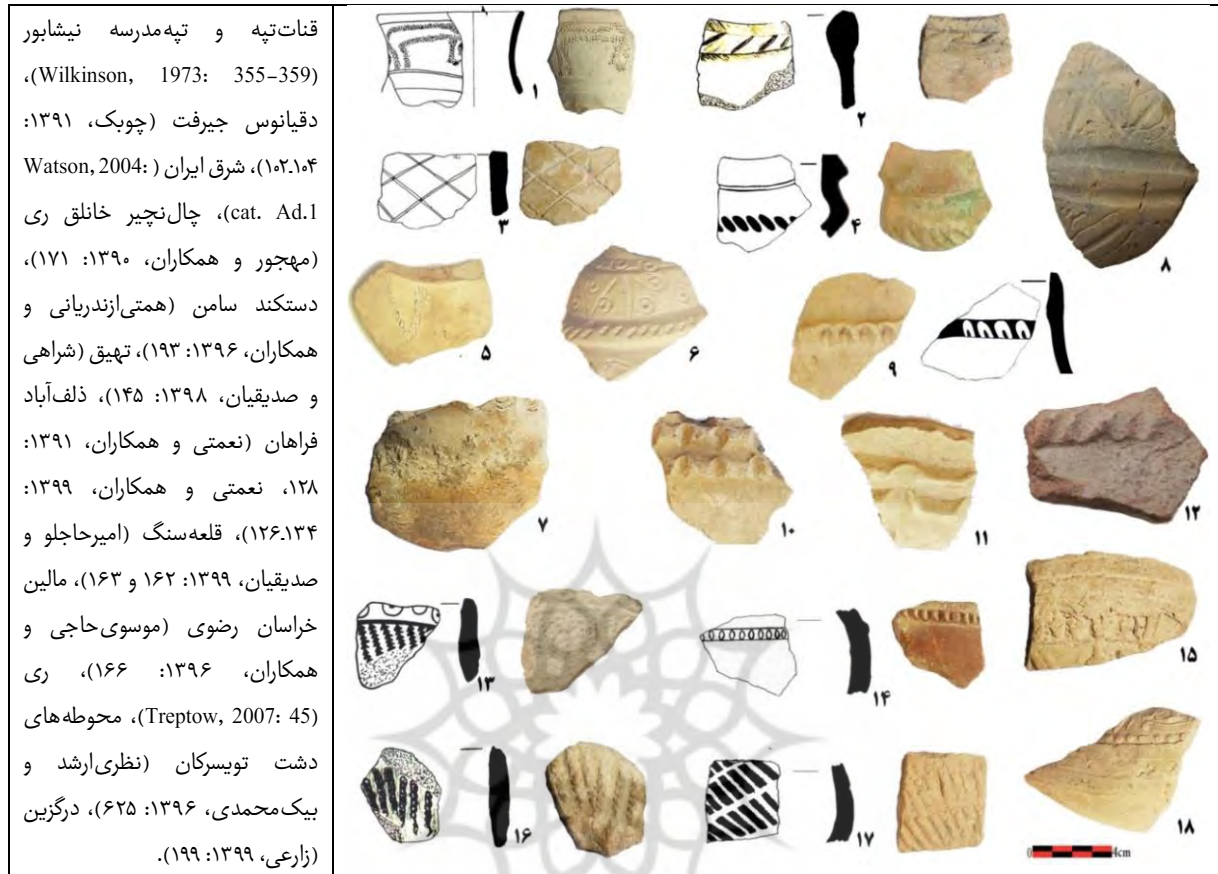 قنات‌تپه و تپه‌مدرسه نیشابور
(Wilkinson, 1973: 355-359)،
دقیانوس جیرفت (چوبک، ۱۳۹۱:
۱۰۲ـ۱۰۴)، شرق ایران (Watson, 2004:
cat. Ad.1)، چال‌نچیر خانلق ری
(مهجور و همکاران، ۱۳۹۰: ۱۷۱)،
دستکند سامن (همتی‌ازندریانی و
همکاران، ۱۳۹۶: ۱۹۳)، تهیق (شراهی
و صدیقیان، ۱۳۹۸: ۱۴۵)، ذلف‌آباد
فراهان (نعمتی و همکاران، ۱۳۹۱:
۱۲۸، نعمتی و همکاران، ۱۳۹۹:
۱۲۶ـ۱۳۴)، قلعه‌سنگ (امیرحاجلو و
صدیقیان، ۱۳۹۹: ۱۶۲ و ۱۶۳)، مالین
خراسان رضوی (موسوی‌حاجی و
همکاران، ۱۳۹۶: ۱۶۶)، ری
(Treptow, 2007: 45)، محوطه‌های
دشت تویسرکان (نظری‌ارشد و
بیک‌محمدی، ۱۳۹۶: ۶۲۵)، درگزین
(زارعی، ۱۳۹۹: ۱۹۹).
۱
۲
۳
۴
۵
۶
۷
۸
۹
۱۰
۱۱
۱۲
۱۳
۱۴
۱۵
۱۶
۱۷
۱۸
0 4cm